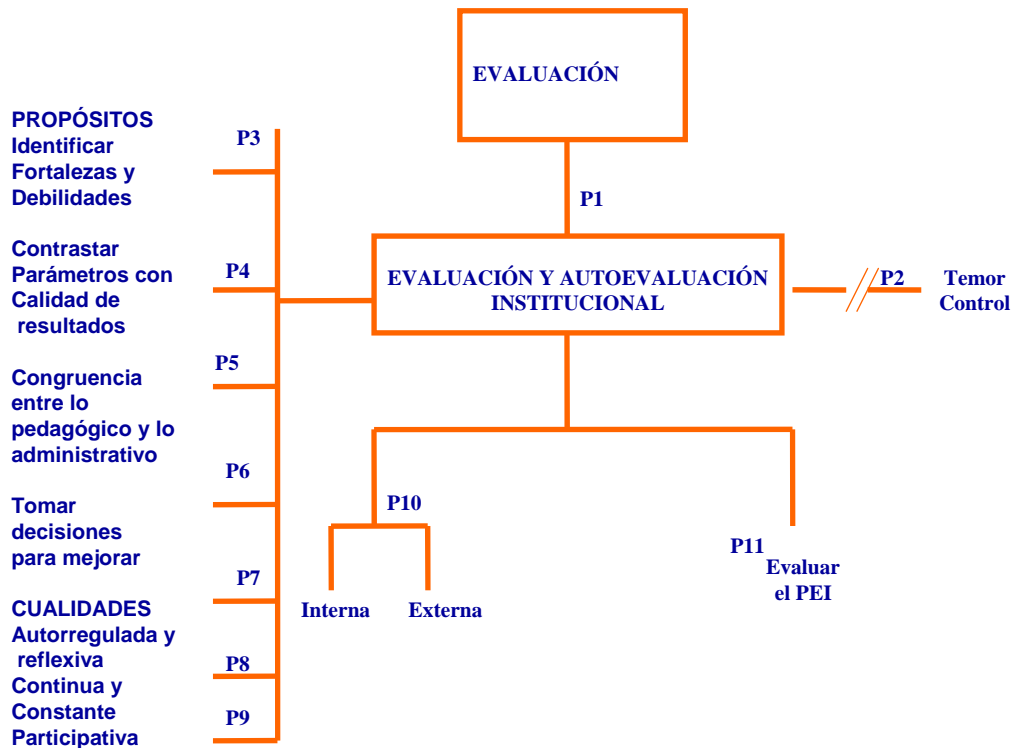 EVALUACIÓN
P1
EVALUACIÓN Y AUTOEVALUACIÓN
INSTITUCIONAL
P2
Temor
Control
PROPÓSITOS
Identificar
Fortalezas y
Debilidades
P3
Contrastar
Parámetros con
Calidad de
resultados
P4
P5
Congruencia
entre lo
pedagógico y lo
administrativo
P6
Tomar
decisiones
para mejorar
P7
CUALIDADES
Autorregulada y
reflexiva
P8
Continua y
Constante
P9
Participativa
P10
Interna
Externa
P11
Evaluar
el PEI